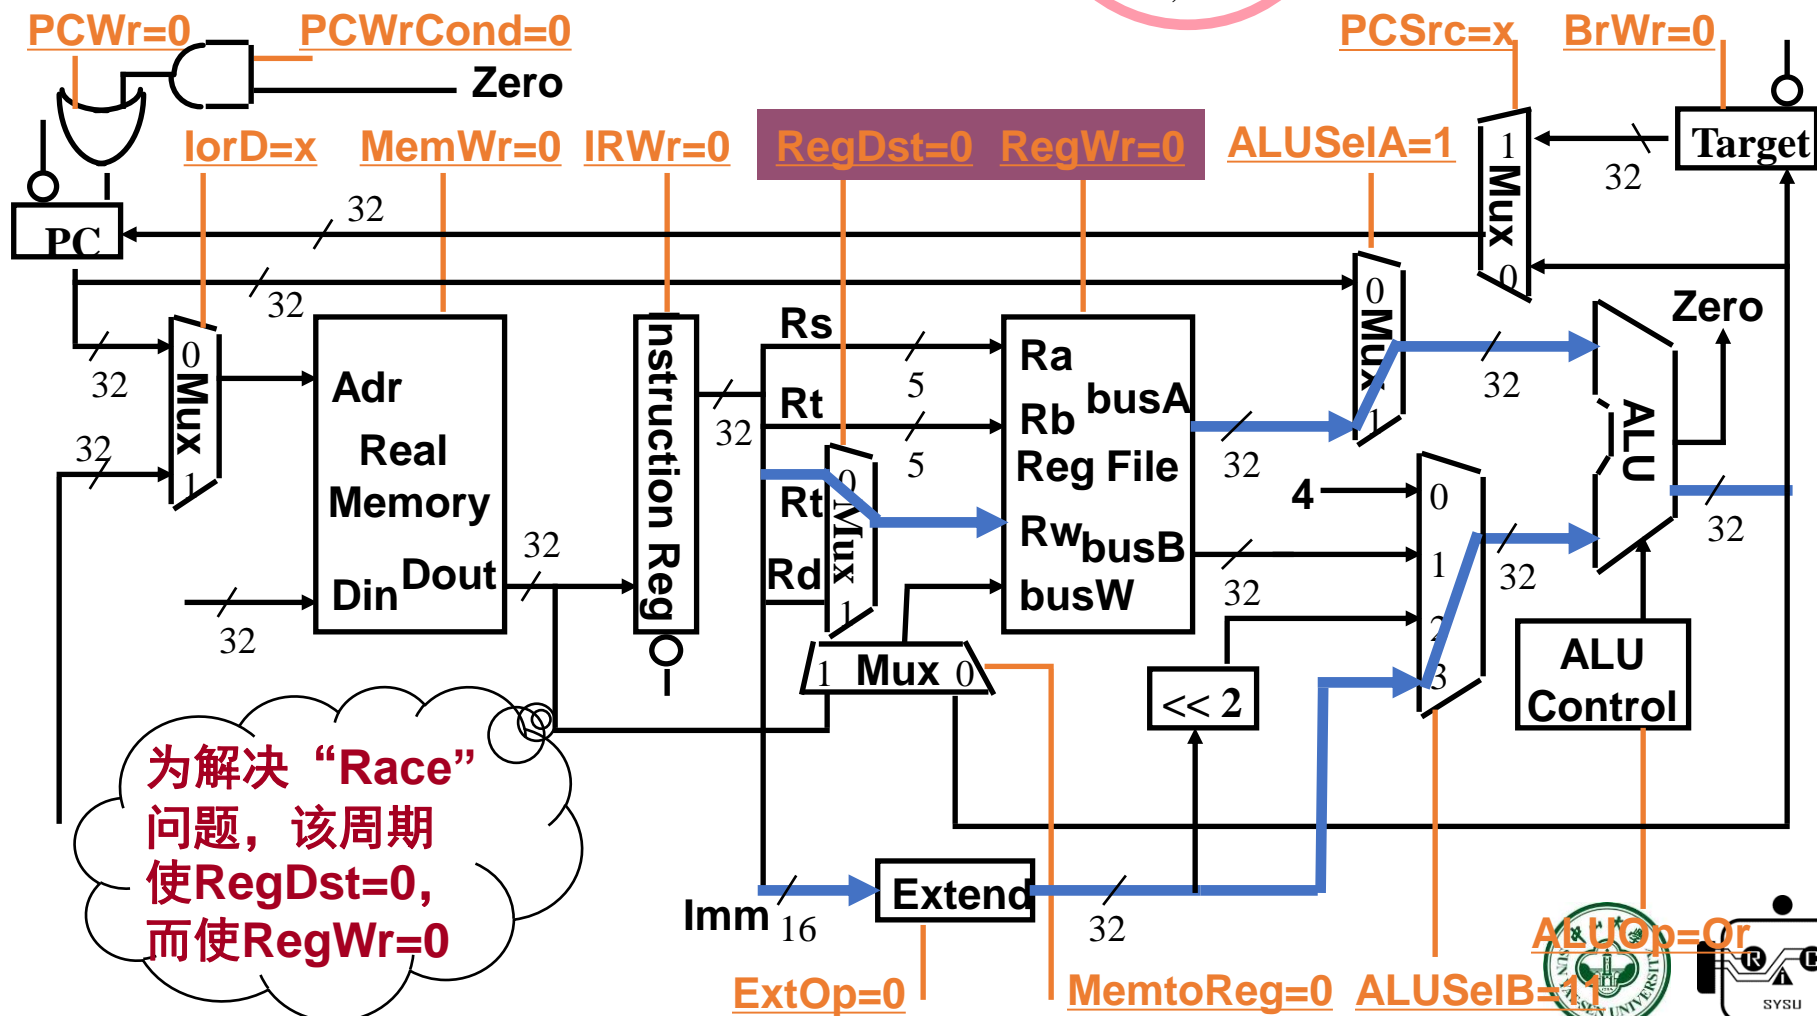 PCWr=0
PCWrCond=0
PCSrc=x
BrWr=0
Zero
IorD=x
MemWr=0
IRWr=0
RegDst=0
RegWr=0
ALUSelA=1
1
Mux
0
32
Target
PC
32
32
32
0
Mux
1
32
Adr
Real
Memory
Din
Dout
32
32
Instruction Reg
32
Rs
5
Rt
5
Rt
Rd
0
Mux
1
Ra
busA
Rb
Reg File
Rw
busB
busW
32
32
0
Mux
1
32
4
0
1
2
3
32
ALU
Zero
32
1
Mux
0
<< 2
ALU
Control
为解决“Race”
问题，该周期
使RegDst=0，
而使RegWr=0
Imm
16
Extend
32
ExtOp=0
MemtoReg=0
ALUSelB=11
ALUOp=Or
SYSU